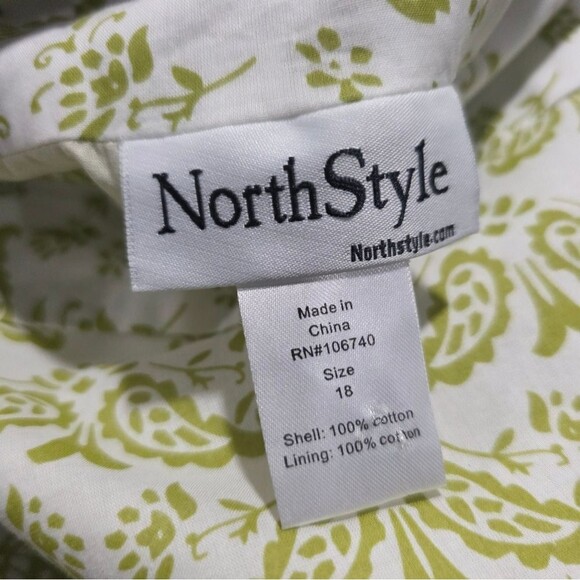 NorthStyle
Northstyle.com
Made in
China
RN#106740
Size
18
Shell: 100% cotton
Lining: 100% cotton